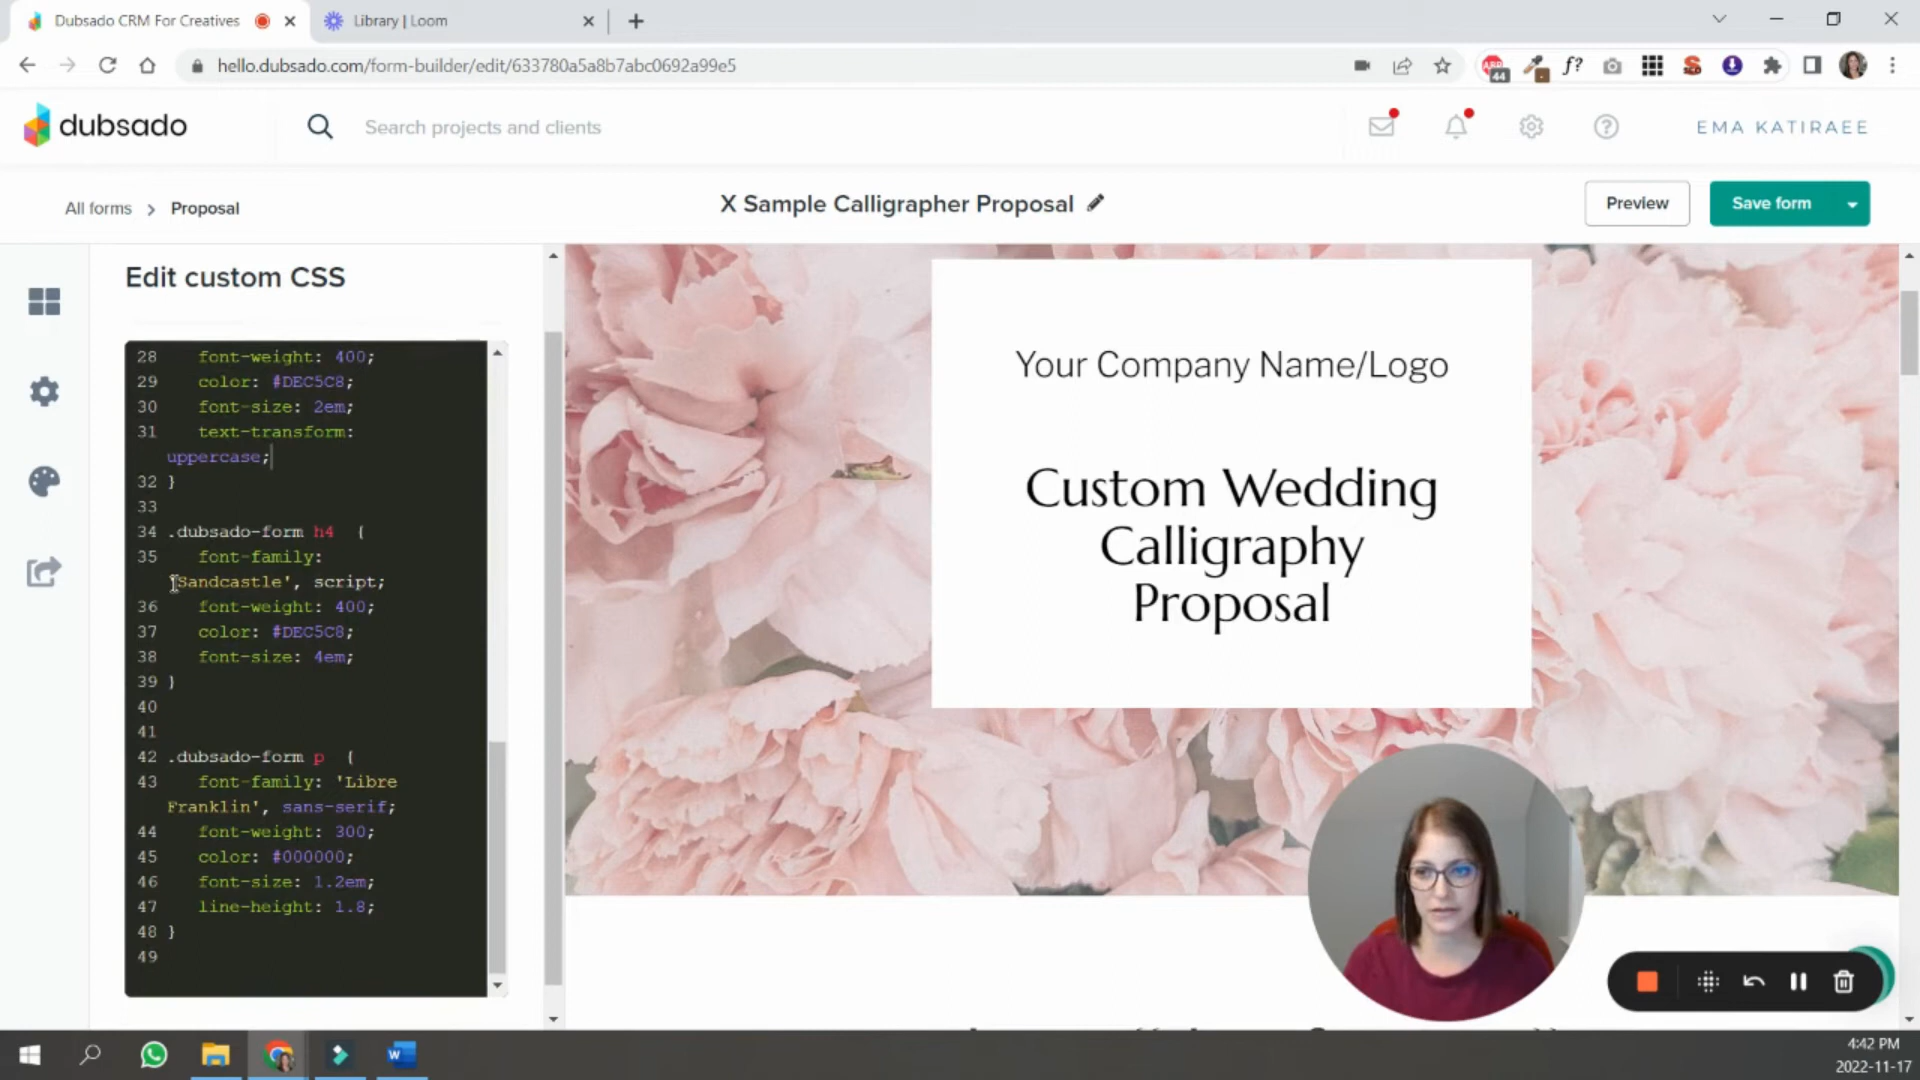 Dubsado CRM For Creatives
Library | Loom
hello.dubsado.com/form-builder/edit/633780a5a8b7abc0692a99e5
44
f?
dubsado
Search projects and clients
EMA KATIRAEE
All forms > Proposal
X Sample Calligrapher Proposal
Preview
Save form
Edit custom CSS
28 font-weight: 400;
29 color: #DEC5C8;
30 font-size: 2em;
31 text-transform:
uppercase;
32 }
33
34 .dubsado-form h4 {
35 font-family:
'Sandcastle', script;
36 font-weight: 400;
37 color: #DEC5C8;
38 font-size: 4em;
39 }
40
41
42 .dubsado-form p {
43 font-family: 'Libre
Franklin', sans-serif;
44 font-weight: 300;
45 color: #000000;
46 font-size: 1.2em;
47 line-height: 1.8;
48 }
49
Your Company Name/Logo
Custom Wedding
Calligraphy
Proposal
4:42 PM
2022-11-17